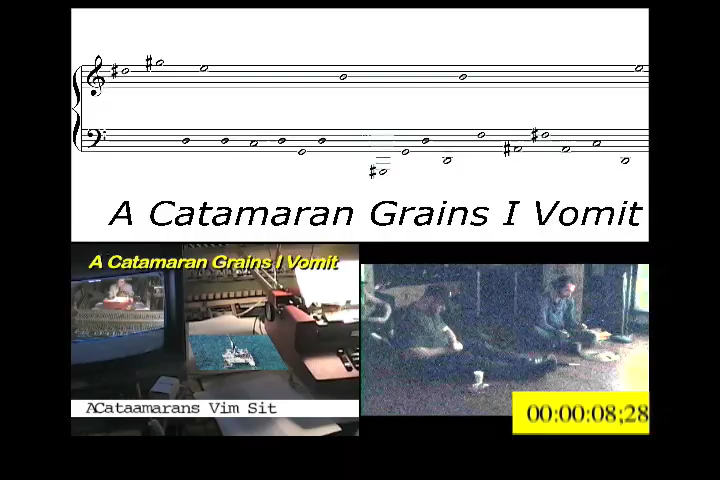 A Catamaran Grains I Vomit
A Catamaran Grains I Vomit
ACataamarans Vim Sit
00:00:08;28